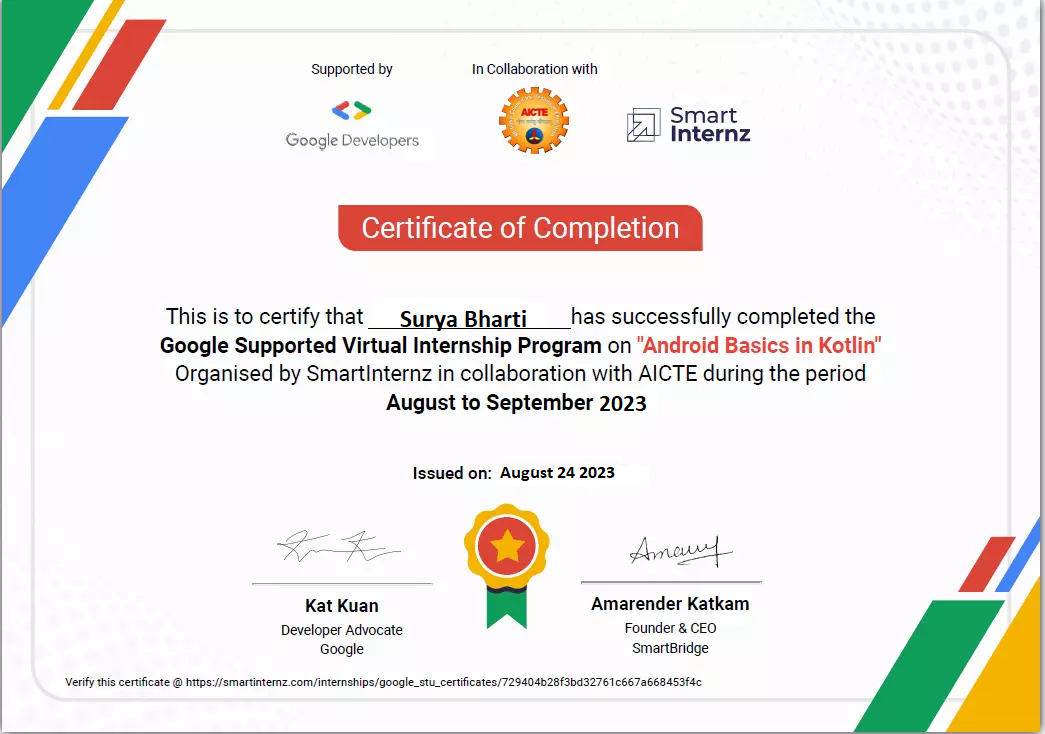 Supported by
In Collaboration with
Google Developers
AICTE
Smart
Internz
Certificate of Completion
This is to certify that Surya Bharti has successfully completed the
Google Supported Virtual Internship Program on "Android Basics in Kotlin"
Organised by SmartInternz in collaboration with AICTE during the period
August to September 2023
Issued on: August 24 2023
Kat Kuan
Developer Advocate
Google
Amarender Katkam
Founder & CEO
SmartBridge
Verify this certificate @ https://smartinternz.com/internships/google_stu_certificates/729404b28f3bd32761c667a668453f4c